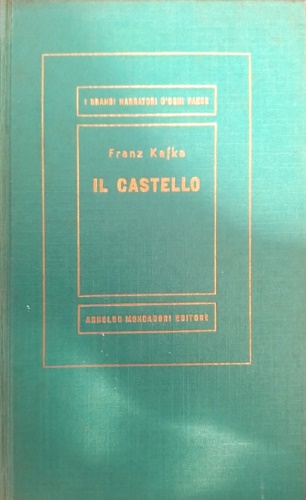 I GRANDI NARRATORI D'OGNI PAESE
Franz Kafka
IL CASTELLO
ARNOLDO MONDADORI EDITORE